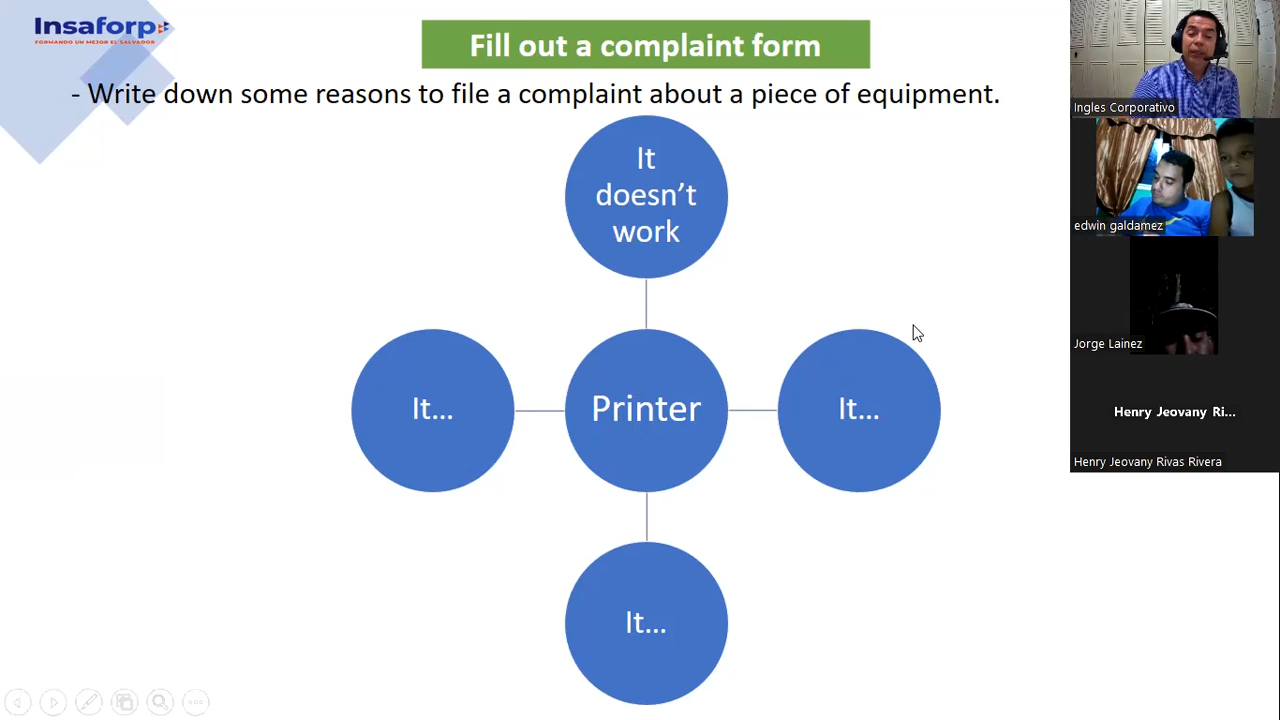 Insaforp
FORMANDO UN MEJOR EL SALVADOR
Fill out a complaint form
- Write down some reasons to file a complaint about a piece of equipment.
It
doesn’t
work
It...
Printer
It...
It...
Ingles Corporativo
edwin galdamez
Jorge Lainez
Henry Jeovany Ri...
Henry Jeovany Rivas Rivera